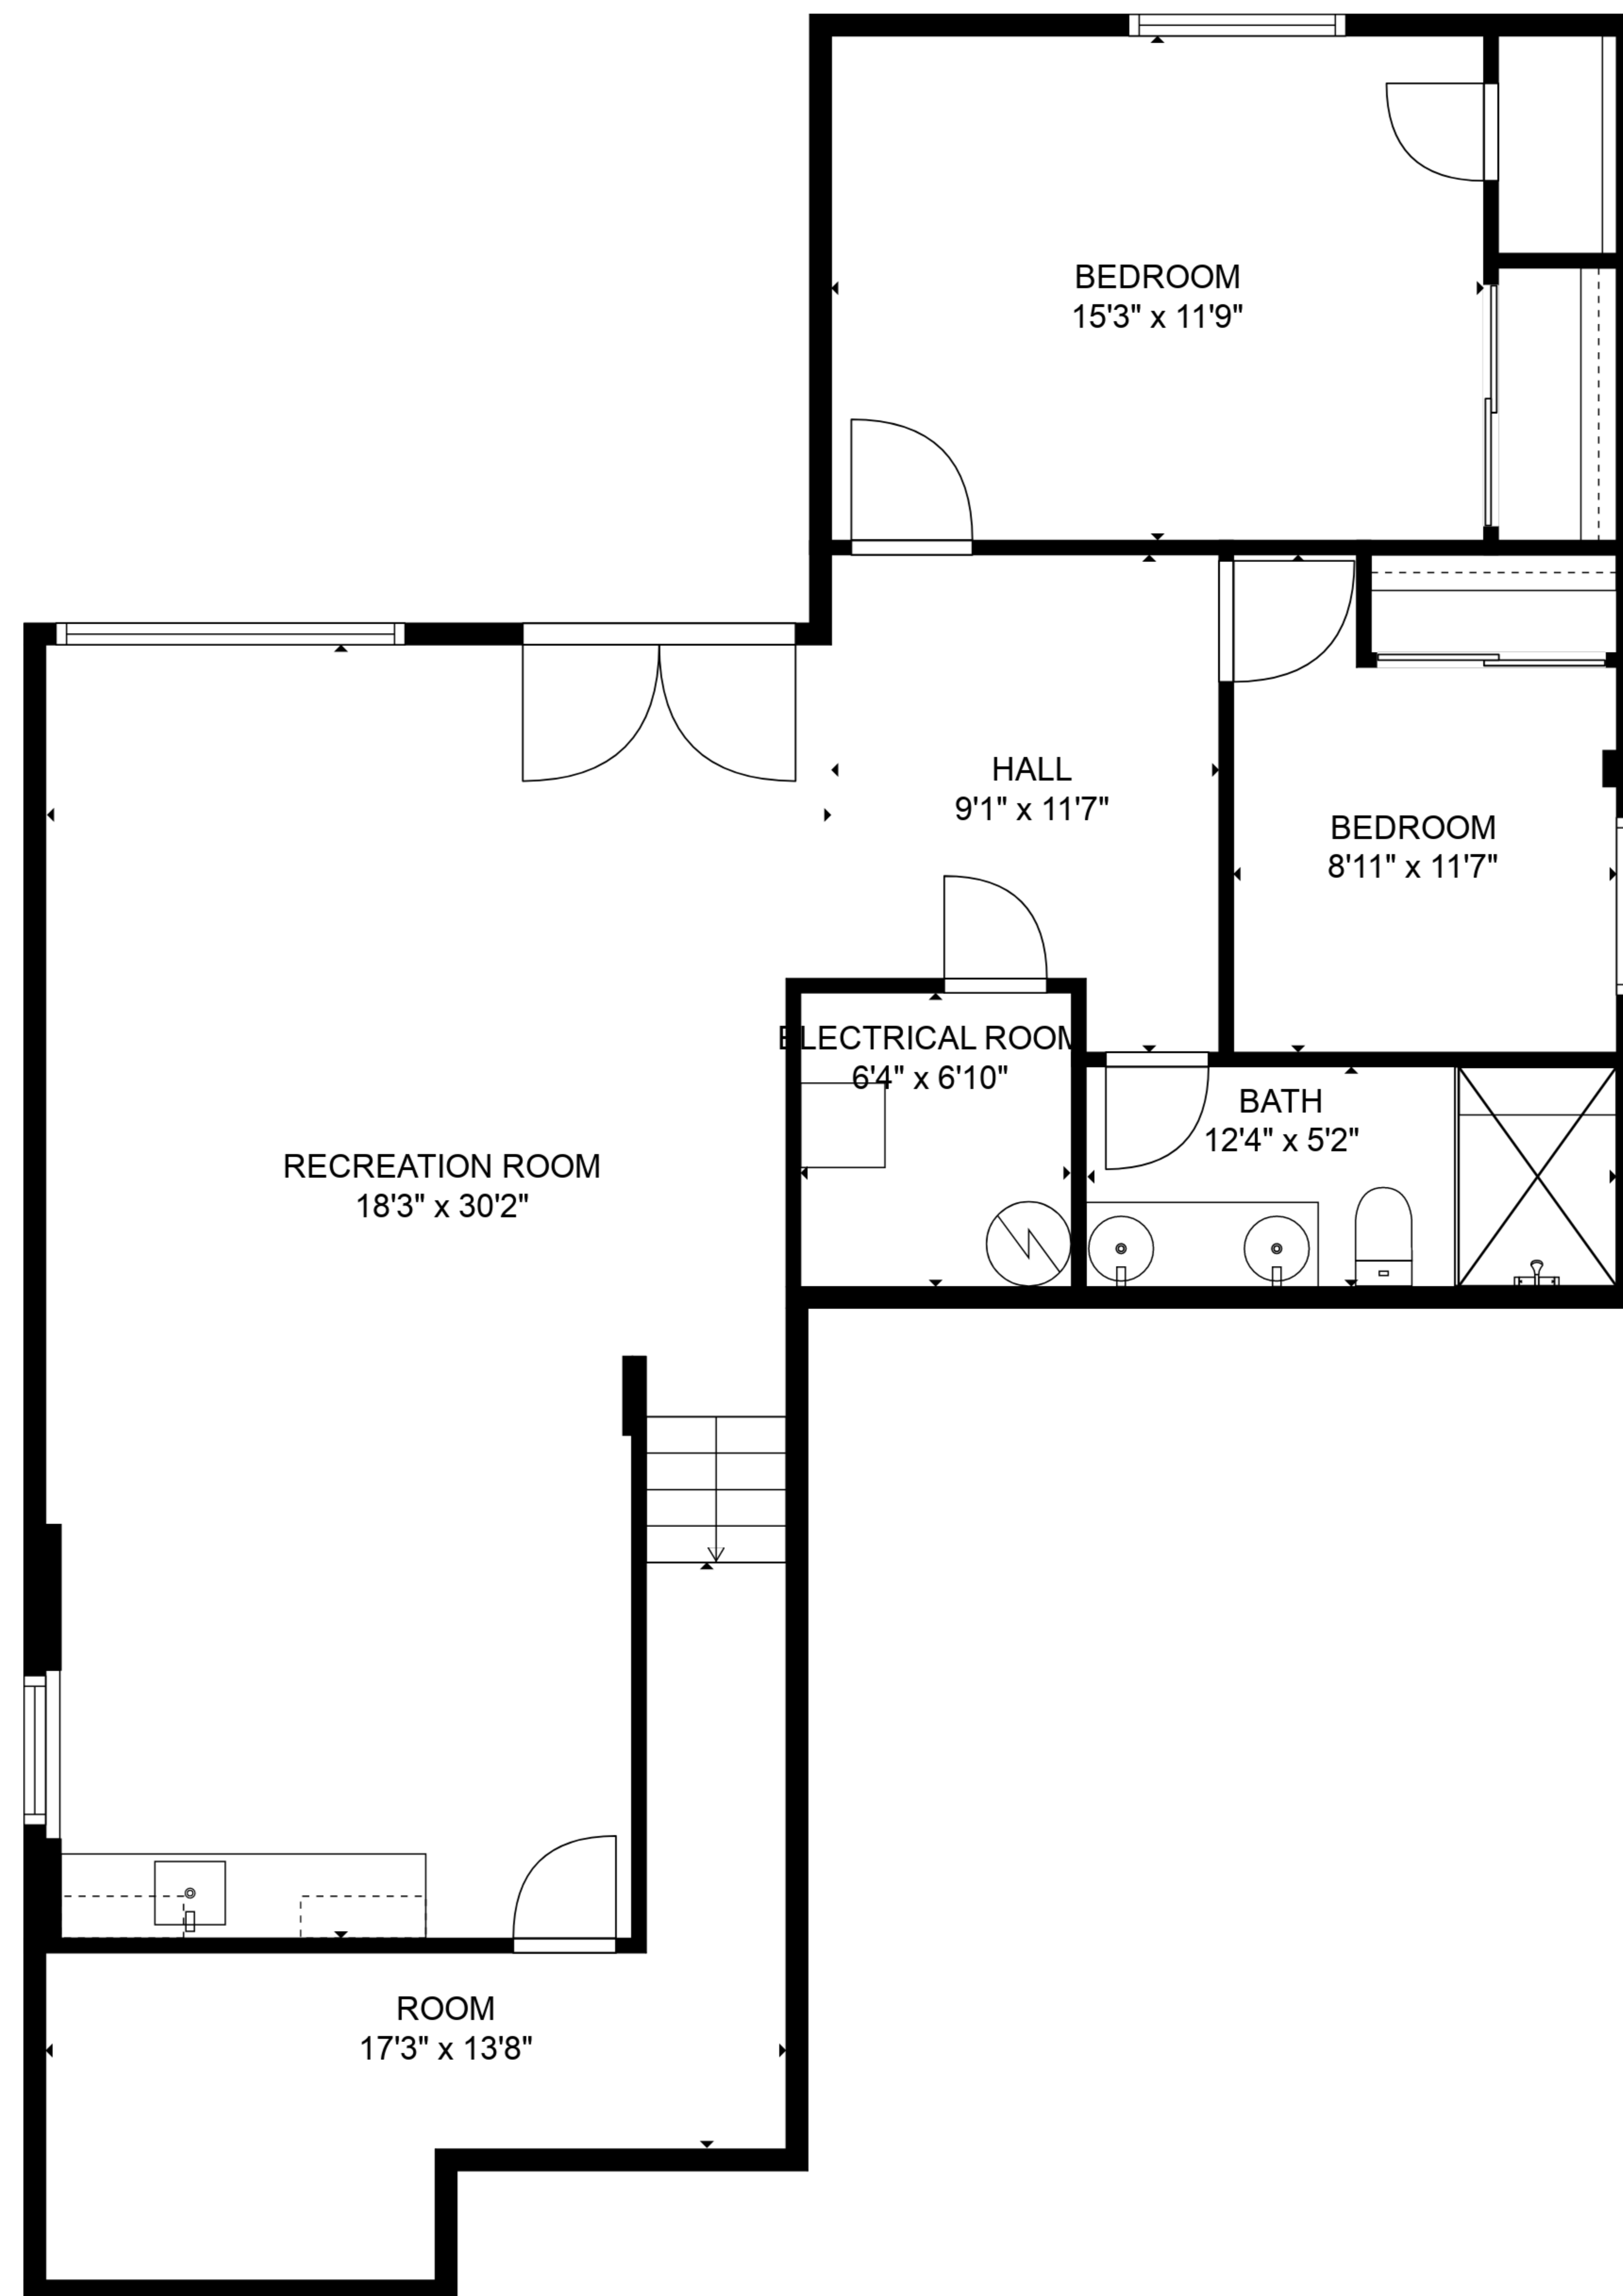 BEDROOM
15'3" x 11'9"
HALL
9'1" x 11'7"
BEDROOM
8'11" x 11'7"
ELECTRICAL ROOM
6'4" x 6'10"
BATH
12'4" x 5'2"
RECREATION ROOM
18'3" x 30'2"
ROOM
17'3" x 13'8"